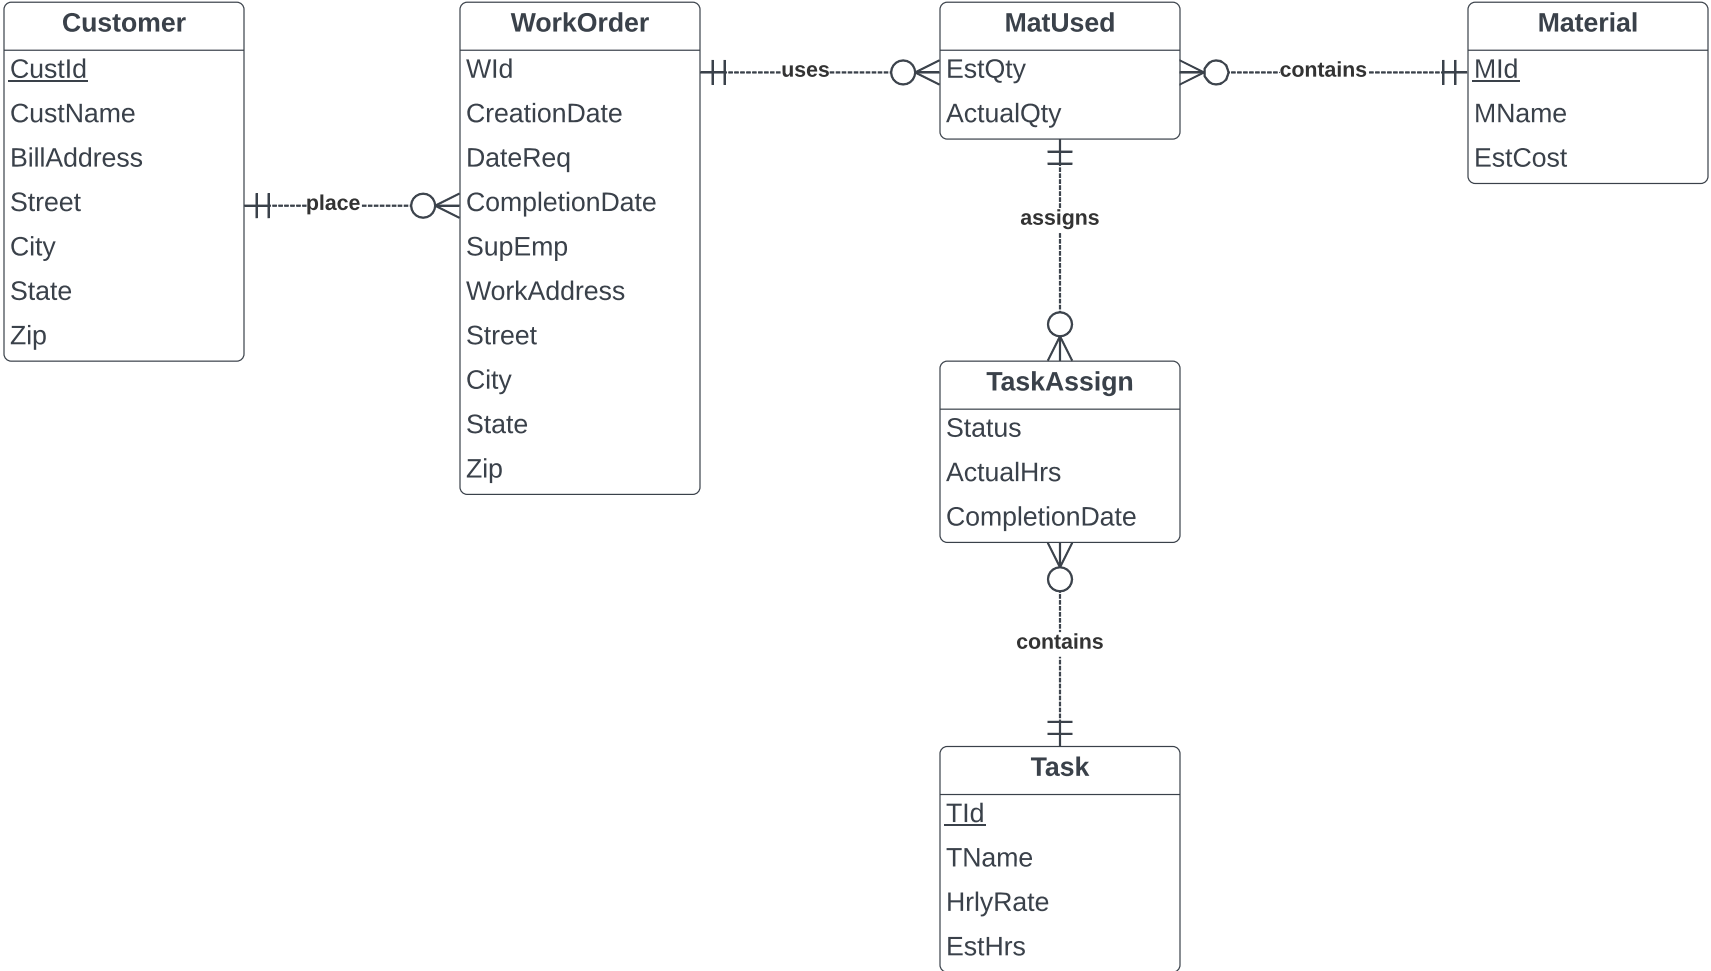 Customer
CustId
CustName
BillAddress
Street
City
State
Zip
place
WorkOrder
WId
CreationDate
DateReq
CompletionDate
SupEmp
WorkAddress
Street
City
State
Zip
uses
MatUsed
EstQty
ActualQty
contains
Material
MId
MName
EstCost
assigns
TaskAssign
Status
ActualHrs
CompletionDate
contains
Task
TId
TName
HrlyRate
EstHrs